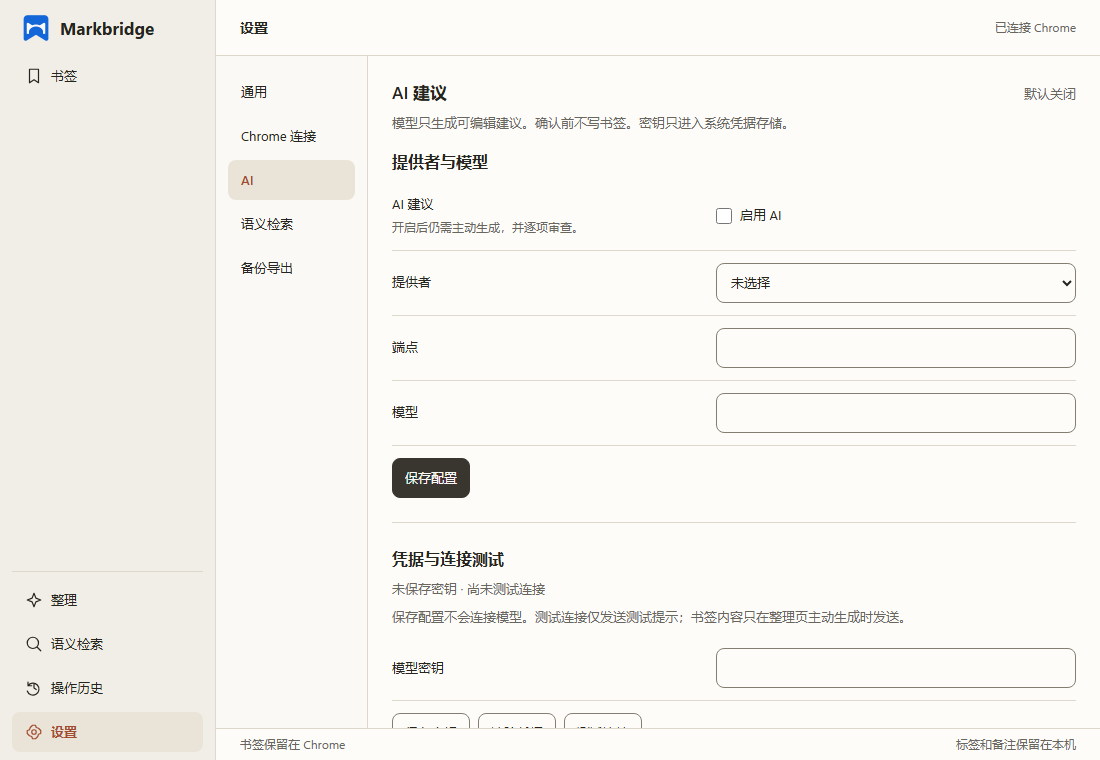 Markbridge
书签
整理
语义检索
操作历史
设置
设置
已连接 Chrome
通用
Chrome 连接
AI
语义检索
备份导出
AI 建议
默认关闭
模型只生成可编辑建议。确认前不写书签。密钥只进入系统凭据存储。
提供者与模型
AI 建议
开启后仍需主动生成，并逐项审查。
启用 AI
提供者
未选择
端点
模型
保存配置
凭据与连接测试
未保存密钥 · 尚未测试连接
保存配置不会连接模型。测试连接仅发送测试提示；书签内容只在整理页主动生成时发送。
模型密钥
书签保留在 Chrome
标签和备注保留在本机